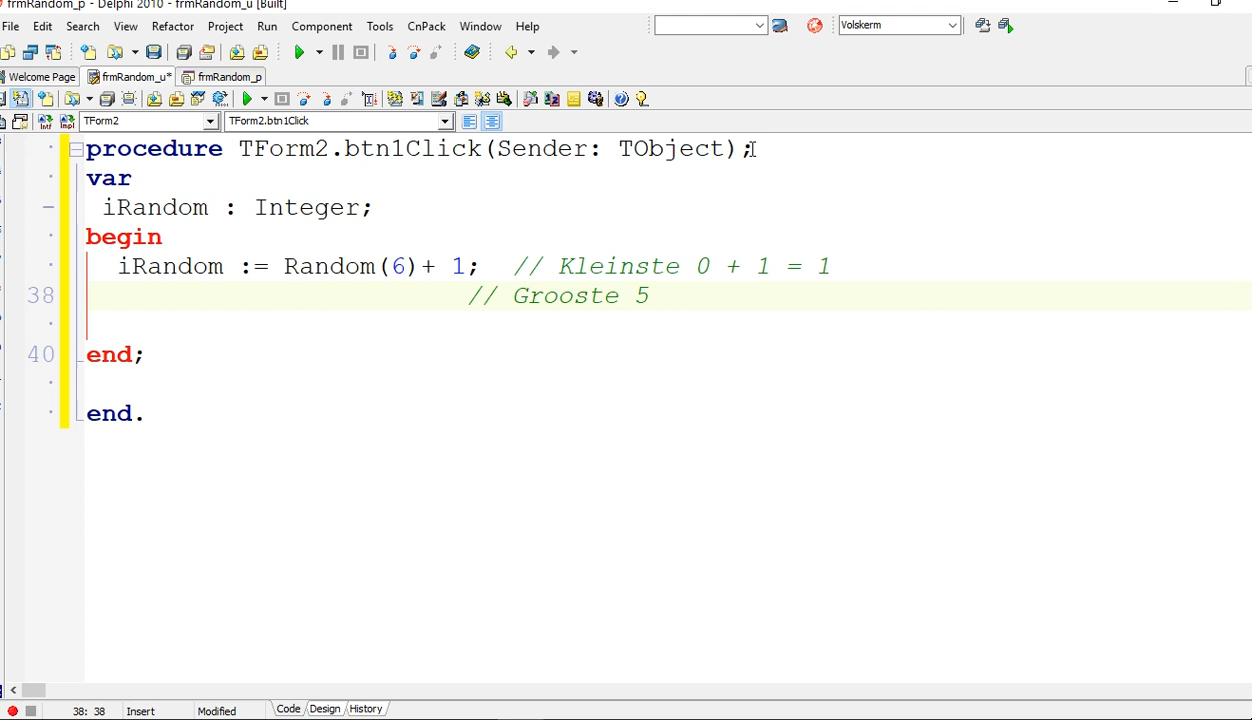 frmRandom_p - Delphi 2010 - frmRandom_u [Built]
File Edit Search View Refactor Project Run Component Tools CnPack Window Help
Volskerm
Welcome Page frmRandom_u* frmRandom_p
TForm2 TForm2.btn1Click
procedure TForm2.btn1Click(Sender: TObject);
var
iRandom : Integer;
begin
iRandom := Random(6)+ 1; // Kleinste 0 + 1 = 1
38 // Grooste 5
40 end;
end.
38: 38 Insert Modified Code Design History